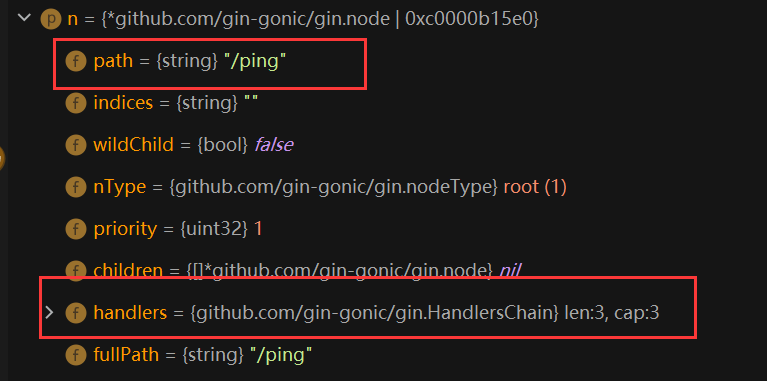 p n = {*github.com/gin-gonic/gin.node | 0xc0000b15e0}
f path = {string} "/ping"
f indices = {string} ""
f wildChild = {bool} false
f nType = {github.com/gin-gonic/gin.nodeType} root (1)
f priority = {uint32} 1
f children = {[]*github.com/gin-gonic/gin.node} nil
f handlers = {github.com/gin-gonic/gin.HandlersChain} len:3, cap:3
f fullPath = {string} "/ping"